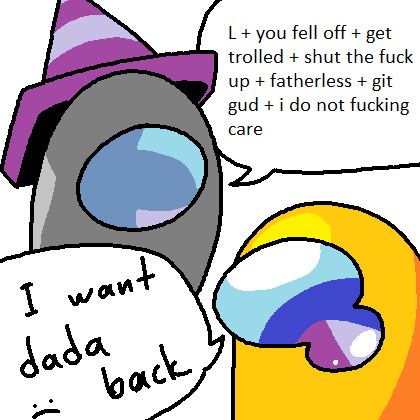 L + you fell off + get
trolled + shut the fuck
up + fatherless + git
gud + i do not fucking
care
I want
dada
back
:(